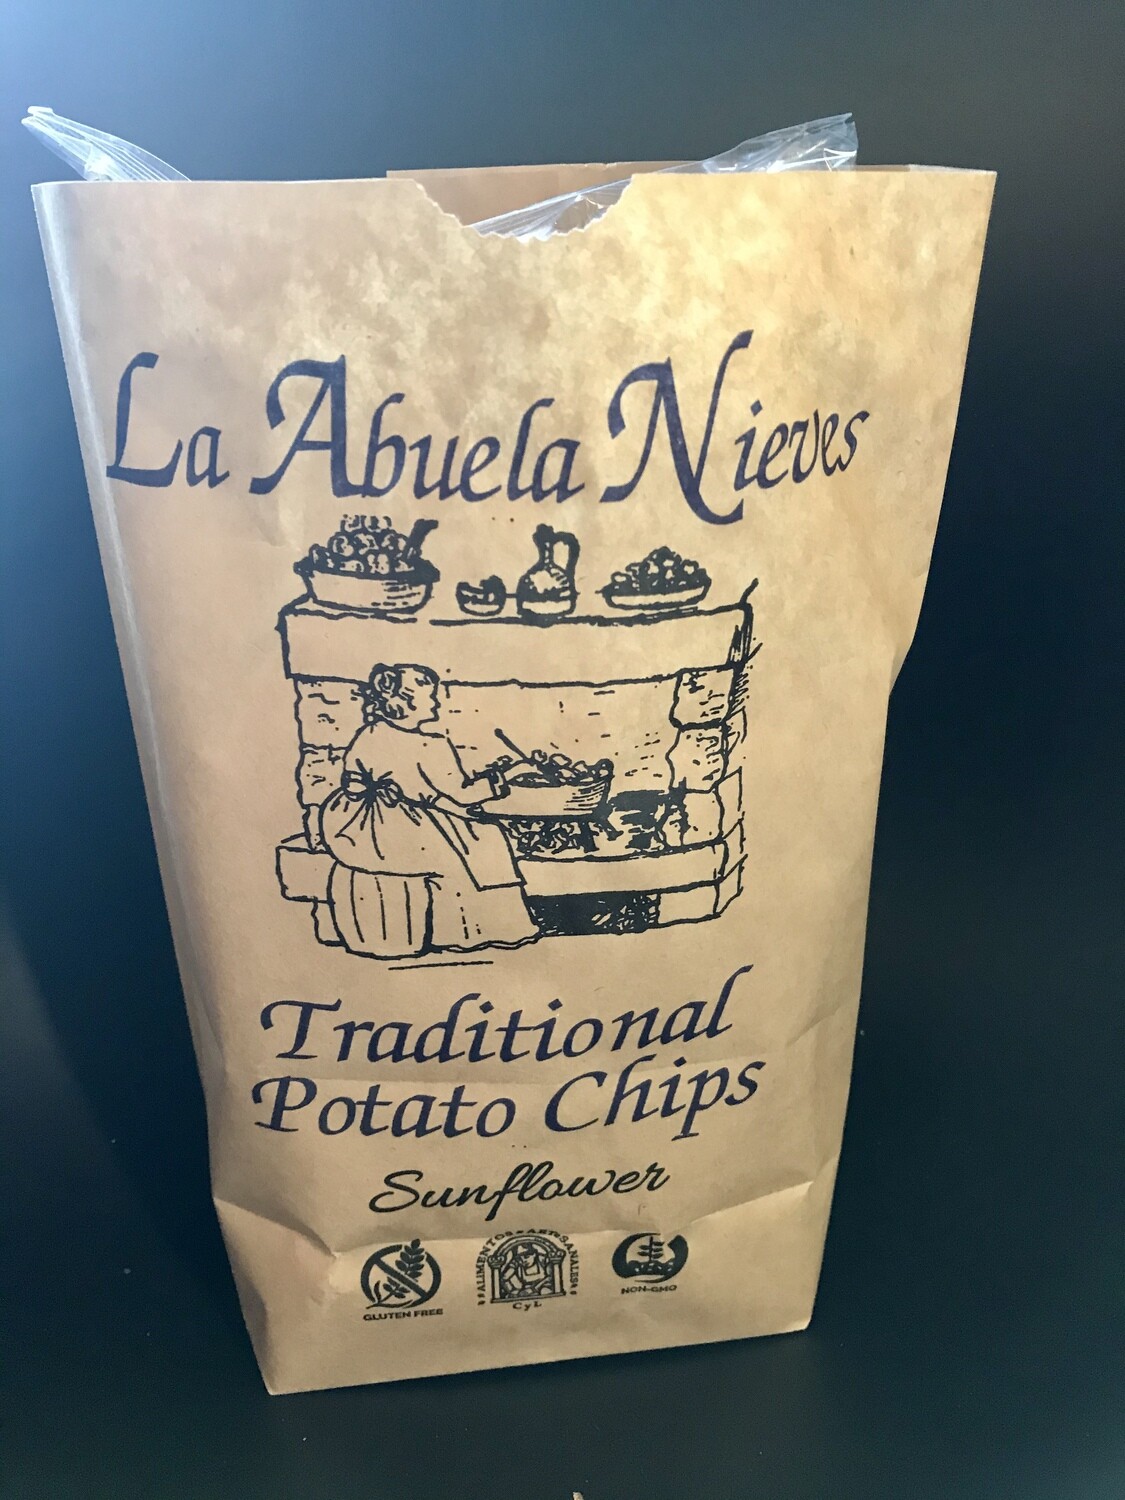 La Abuela Nieves
Traditional
Potato Chips
Sunflower
GLUTEN FREE
ALIMENTOS ARTESANALES
CyL
NON-GMO